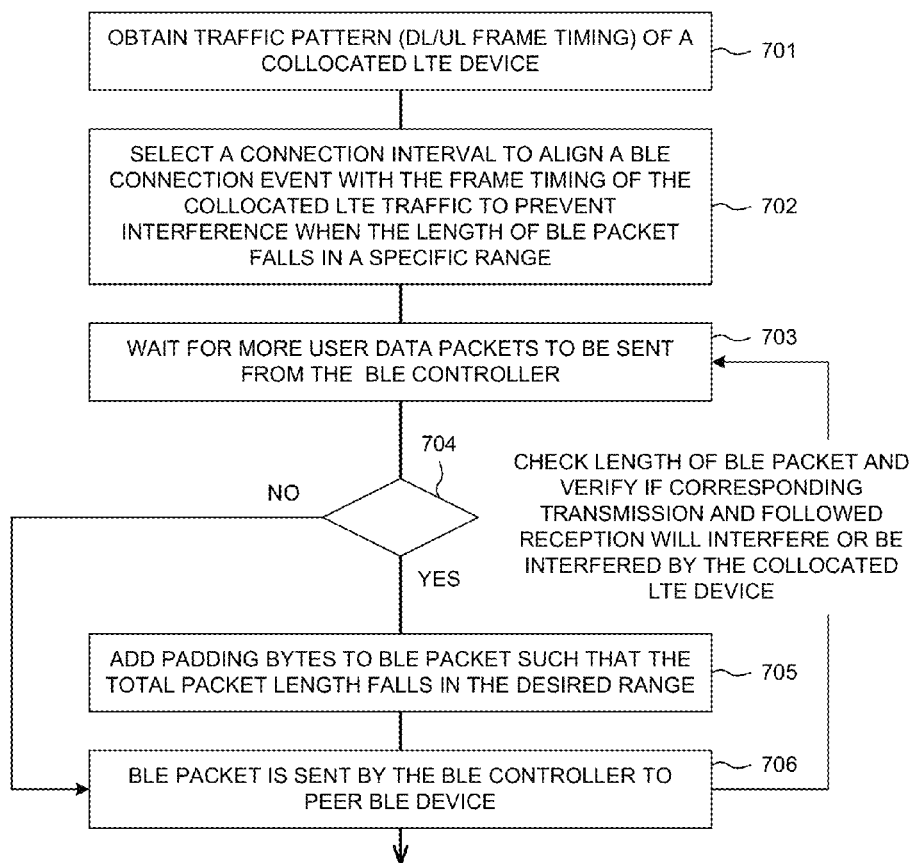 OBTAIN TRAFFIC PATTERN (DL/UL FRAME TIMING) OF A
COLLOCATED LTE DEVICE
701
SELECT A CONNECTION INTERVAL TO ALIGN A BLE
CONNECTION EVENT WITH THE FRAME TIMING OF THE
COLLOCATED LTE TRAFFIC TO PREVENT
INTERFERENCE WHEN THE LENGTH OF BLE PACKET
FALLS IN A SPECIFIC RANGE
702
WAIT FOR MORE USER DATA PACKETS TO BE SENT
FROM THE BLE CONTROLLER
703
704
NO
YES
CHECK LENGTH OF BLE PACKET AND
VERIFY IF CORRESPONDING
TRANSMISSION AND FOLLOWED
RECEPTION WILL INTERFERE OR BE
INTERFERED BY THE COLLOCATED
LTE DEVICE
ADD PADDING BYTES TO BLE PACKET SUCH THAT THE
TOTAL PACKET LENGTH FALLS IN THE DESIRED RANGE
705
BLE PACKET IS SENT BY THE BLE CONTROLLER TO
PEER BLE DEVICE
706